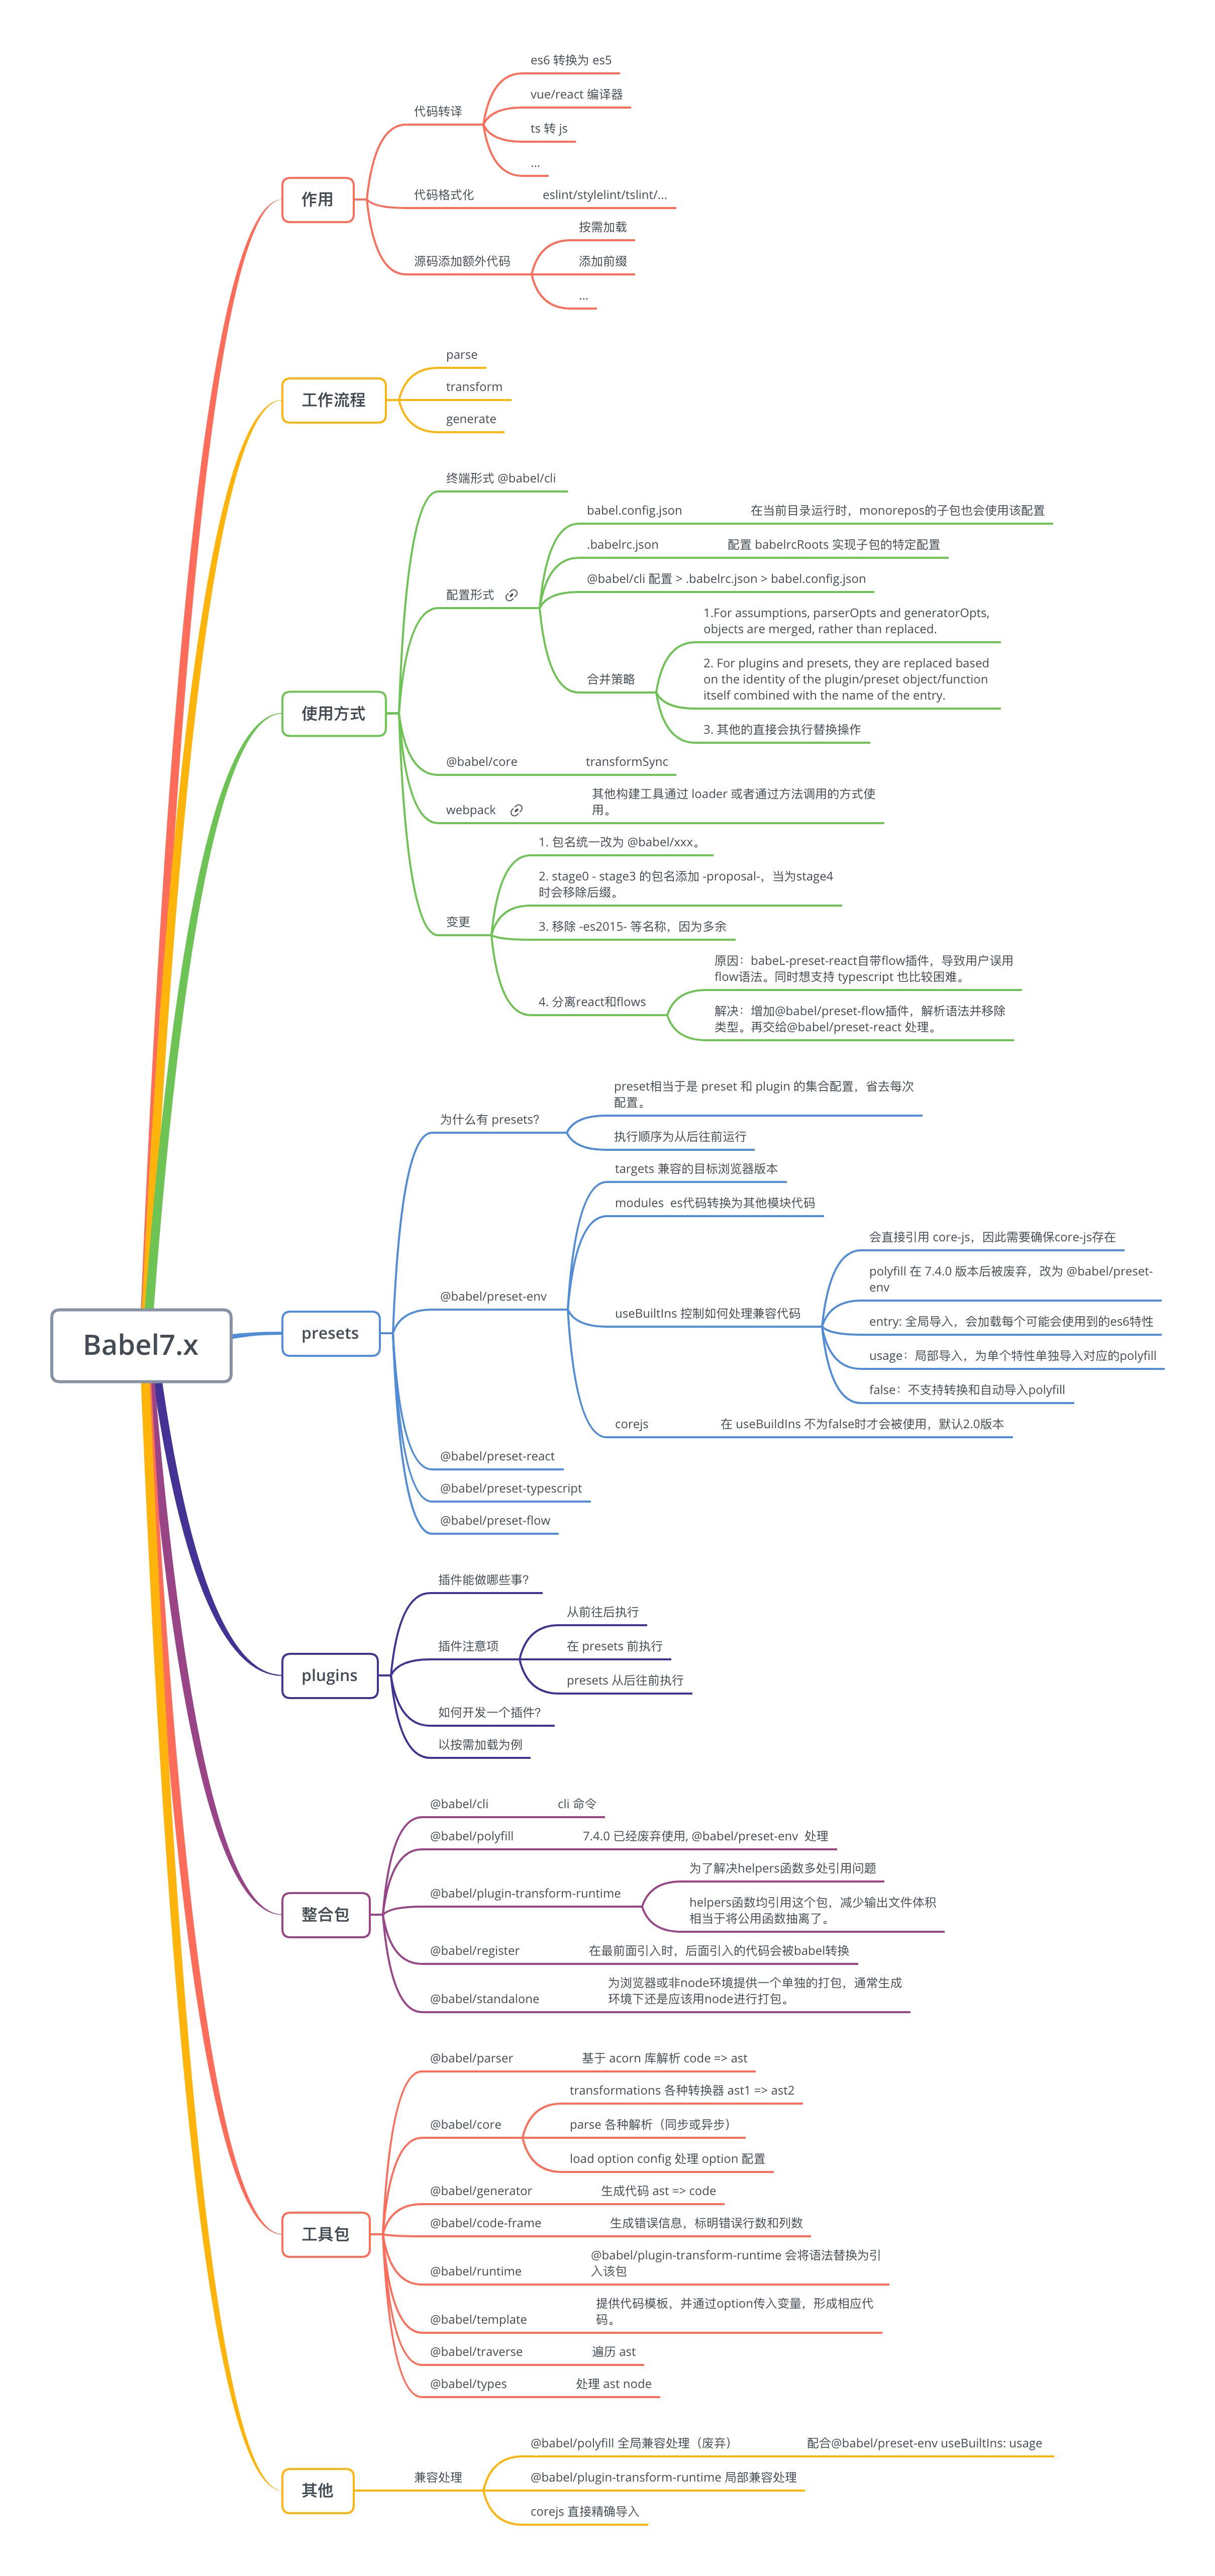 Babel7.x
作用
代码转译
es6 转换为 es5
vue/react 编译器
ts 转 js
...
代码格式化
eslint/stylelint/tslint/...
源码添加额外代码
按需加载
添加前缀
...
工作流程
parse
transform
generate
使用方式
终端形式 @babel/cli
配置形式
babel.config.json
在当前目录运行时，monorepos的子包也会使用该配置
.babelrc.json
配置 babelrcRoots 实现子包的特定配置
@babel/cli 配置 > .babelrc.json > babel.config.json
合并策略
1.For assumptions, parserOpts and generatorOpts,
objects are merged, rather than replaced.
2. For plugins and presets, they are replaced based
on the identity of the plugin/preset object/function
itself combined with the name of the entry.
3. 其他的直接会执行替换操作
@babel/core
transformSync
webpack
其他构建工具通过 loader 或者通过方法调用的方式使
用。
变更
1. 包名统一改为 @babel/xxx。
2. stage0 - stage3 的包名添加 -proposal-，当为stage4
时会移除后缀。
3. 移除 -es2015- 等名称，因为多余
4. 分离react和flows
原因：babeL-preset-react自带flow插件，导致用户误用
flow语法。同时想支持 typescript 也比较困难。
解决：增加@babel/preset-flow插件，解析语法并移除
类型。再交给@babel/preset-react 处理。
presets
为什么有 presets?
preset相当于是 preset 和 plugin 的集合配置，省去每次
配置。
执行顺序为从后往前运行
@babel/preset-env
targets 兼容的目标浏览器版本
modules  es代码转换为其他模块代码
useBuiltIns 控制如何处理兼容代码
会直接引用 core-js，因此需要确保core-js存在
polyfill 在 7.4.0 版本后被废弃，改为 @babel/preset-
env
entry: 全局导入，会加载每个可能会使用到的es6特性
usage：局部导入，为单个特性单独导入对应的polyfill
false：不支持转换和自动导入polyfill
corejs
在 useBuildIns 不为false时才会被使用，默认2.0版本
@babel/preset-react
@babel/preset-typescript
@babel/preset-flow
plugins
插件能做哪些事?
插件注意项
从前往后执行
在 presets 前执行
presets 从后往前执行
如何开发一个插件?
以按需加载为例
整合包
@babel/cli
cli 命令
@babel/polyfill
7.4.0 已经废弃使用, @babel/preset-env  处理
@babel/plugin-transform-runtime
为了解决helpers函数多处引用问题
helpers函数均引用这个包，减少输出文件体积
相当于将公用函数抽离了。
@babel/register
在最前面引入时，后面引入的代码会被babel转换
@babel/standalone
为浏览器或非node环境提供一个单独的打包，通常生成
环境下还是应该用node进行打包。
工具包
@babel/parser
基于 acorn 库解析 code => ast
@babel/core
transformations 各种转换器 ast1 => ast2
parse 各种解析（同步或异步）
load option config 处理 option 配置
@babel/generator
生成代码 ast => code
@babel/code-frame
生成错误信息，标明错误行数和列数
@babel/runtime
@babel/plugin-transform-runtime 会将语法替换为引
入该包
@babel/template
提供代码模板，并通过option传入变量，形成相应代
码。
@babel/traverse
遍历 ast
@babel/types
处理 ast node
其他
兼容处理
@babel/polyfill 全局兼容处理（废弃）
配合@babel/preset-env useBuiltIns: usage
@babel/plugin-transform-runtime 局部兼容处理
corejs 直接精确导入